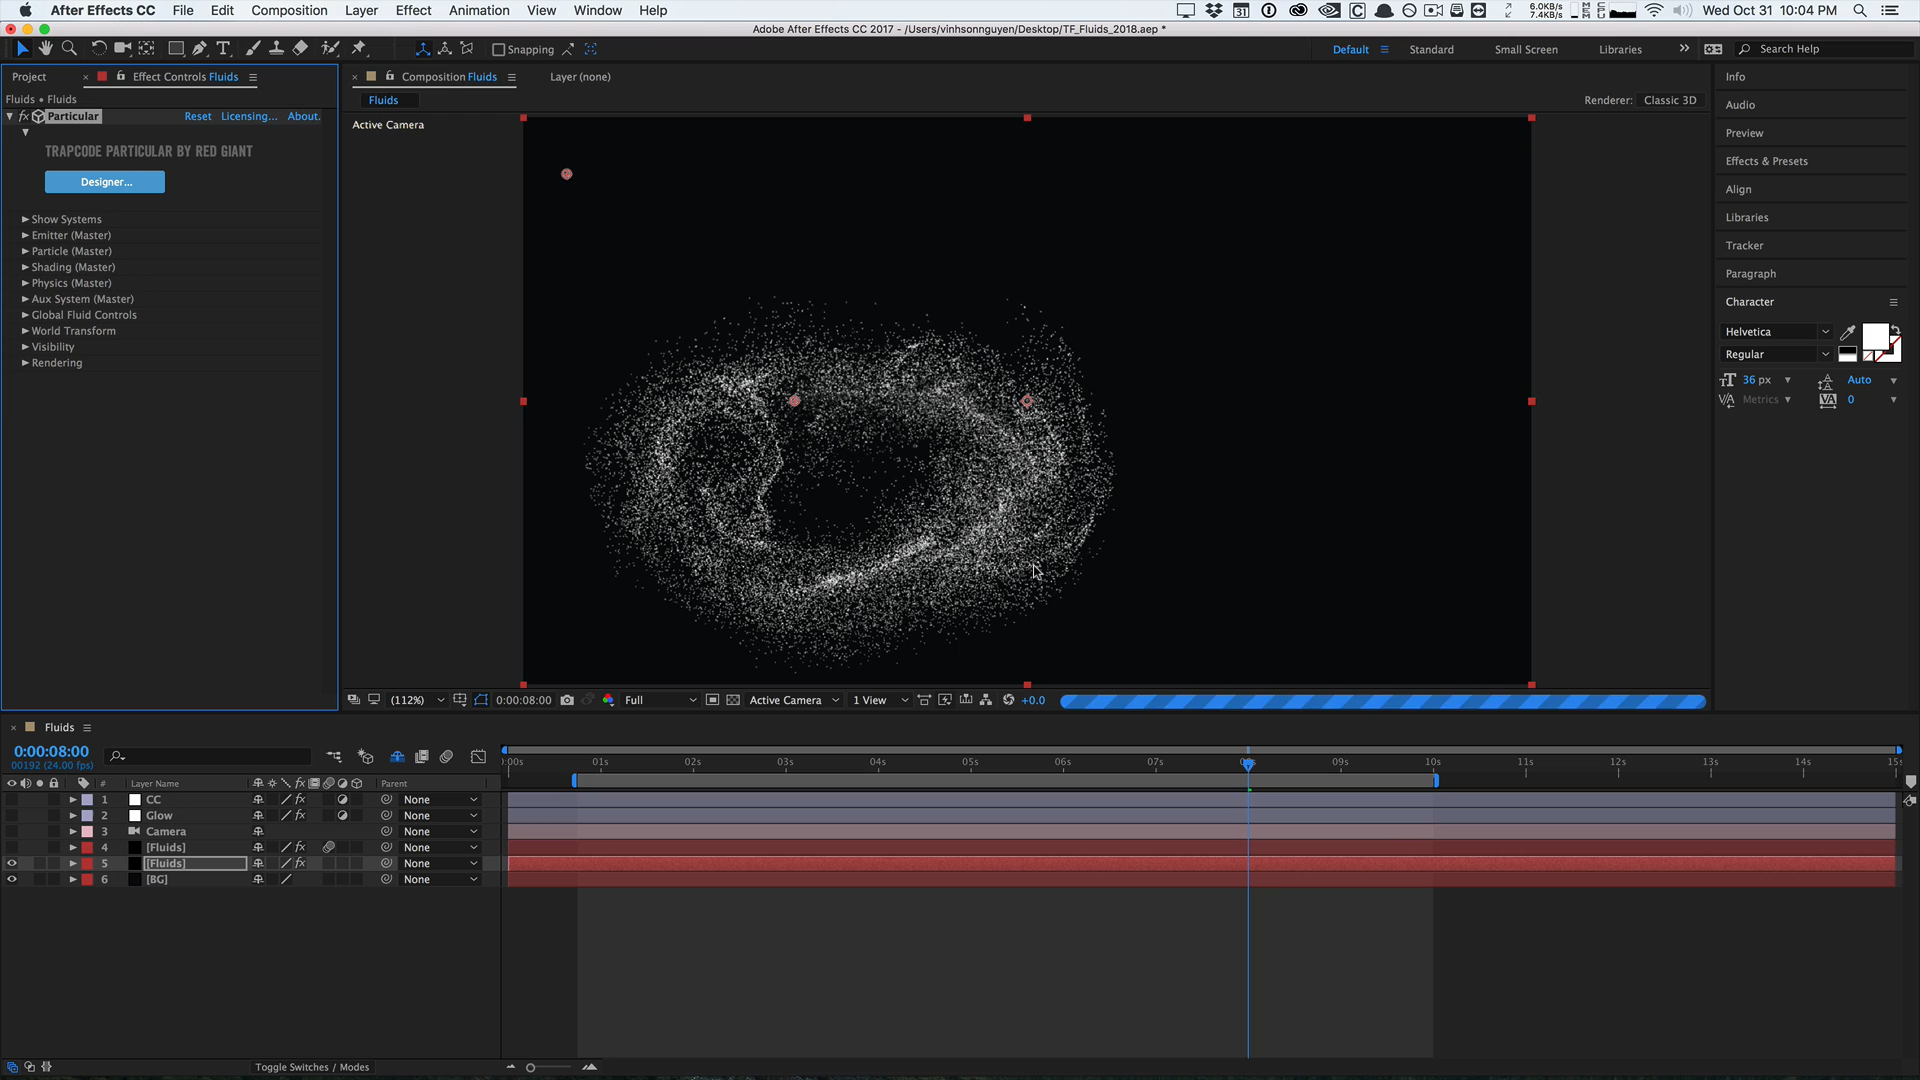 After Effects CC File Edit Composition Layer Effect Animation View Window Help 6.0KB/s 7.4KB/s Wed Oct 31 10:04 PM
Adobe After Effects CC 2017 - /Users/vinhsonnguyen/Desktop/TF_Fluids_2018.aep *
Snapping Default Standard Small Screen Libraries Search Help
Project Effect Controls Fluids Composition Fluids Layer (none) Info
Fluids • Fluids Fluids Renderer: Classic 3D
Particular Reset Licensing... About.
Active Camera
TRAPCODE PARTICULAR BY RED GIANT
Designer...
Show Systems
Emitter (Master)
Particle (Master)
Shading (Master)
Physics (Master)
Aux System (Master)
Global Fluid Controls
World Transform
Visibility
Rendering
Audio
Preview
Effects & Presets
Align
Libraries
Tracker
Paragraph
Character
Helvetica
Regular
36 px Auto
Metrics 0
(112%) 0:00:08:00 Full Active Camera 1 View +0.0
Fluids
0:00:08:00
00192 (24.00 fps)
:00s 01s 02s 03s 04s 05s 06s 07s 08s 09s 10s 11s 12s 13s 14s 15s
# Layer Name Parent
1 CC None
2 Glow None
3 Camera None
4 [Fluids] None
5 [Fluids] None
6 [BG] None
Toggle Switches / Modes